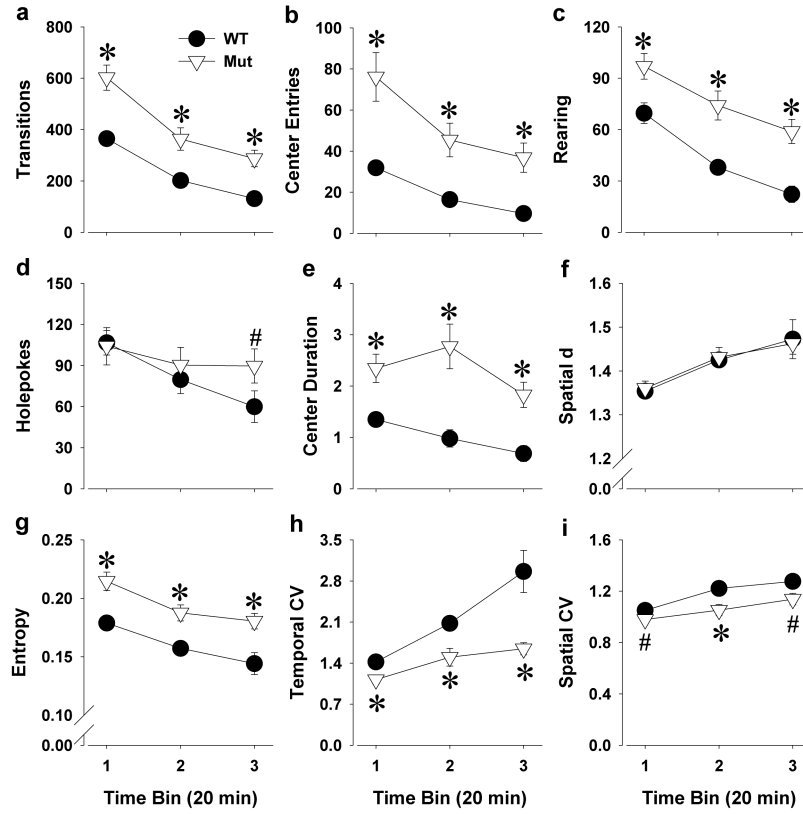 a
800
600
400
200
0
Transitions
WT
Mut
*
*
*
b
100
80
60
40
20
0
Center Entries
*
*
*
c
120
90
60
30
0
Rearing
*
*
*
d
150
120
90
60
30
0
Holepokes
#
e
4
3
2
1
0
Center Duration
*
*
*
f
1.6
1.5
1.4
1.3
1.2
0.0
Spatial d
g
0.25
0.20
0.15
0.10
0.00
Entropy
*
*
*
1 2 3
Time Bin (20 min)
h
3.5
2.8
2.1
1.4
0.7
0.0
Temporal CV
*
*
*
1 2 3
Time Bin (20 min)
i
1.6
1.2
0.9
0.6
0.3
0.0
Spatial CV
#
*
#
1 2 3
Time Bin (20 min)